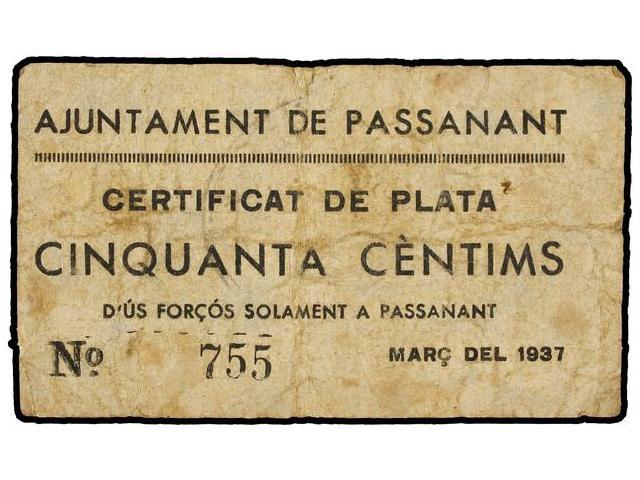 AJUNTAMENT DE PASSANANT
CERTIFICAT DE PLATA
CINQUANTA CÈNTIMS
D'ÚS FORÇÓS SOLAMENT A PASSANANT
Nº 755 MARÇ DEL 1937